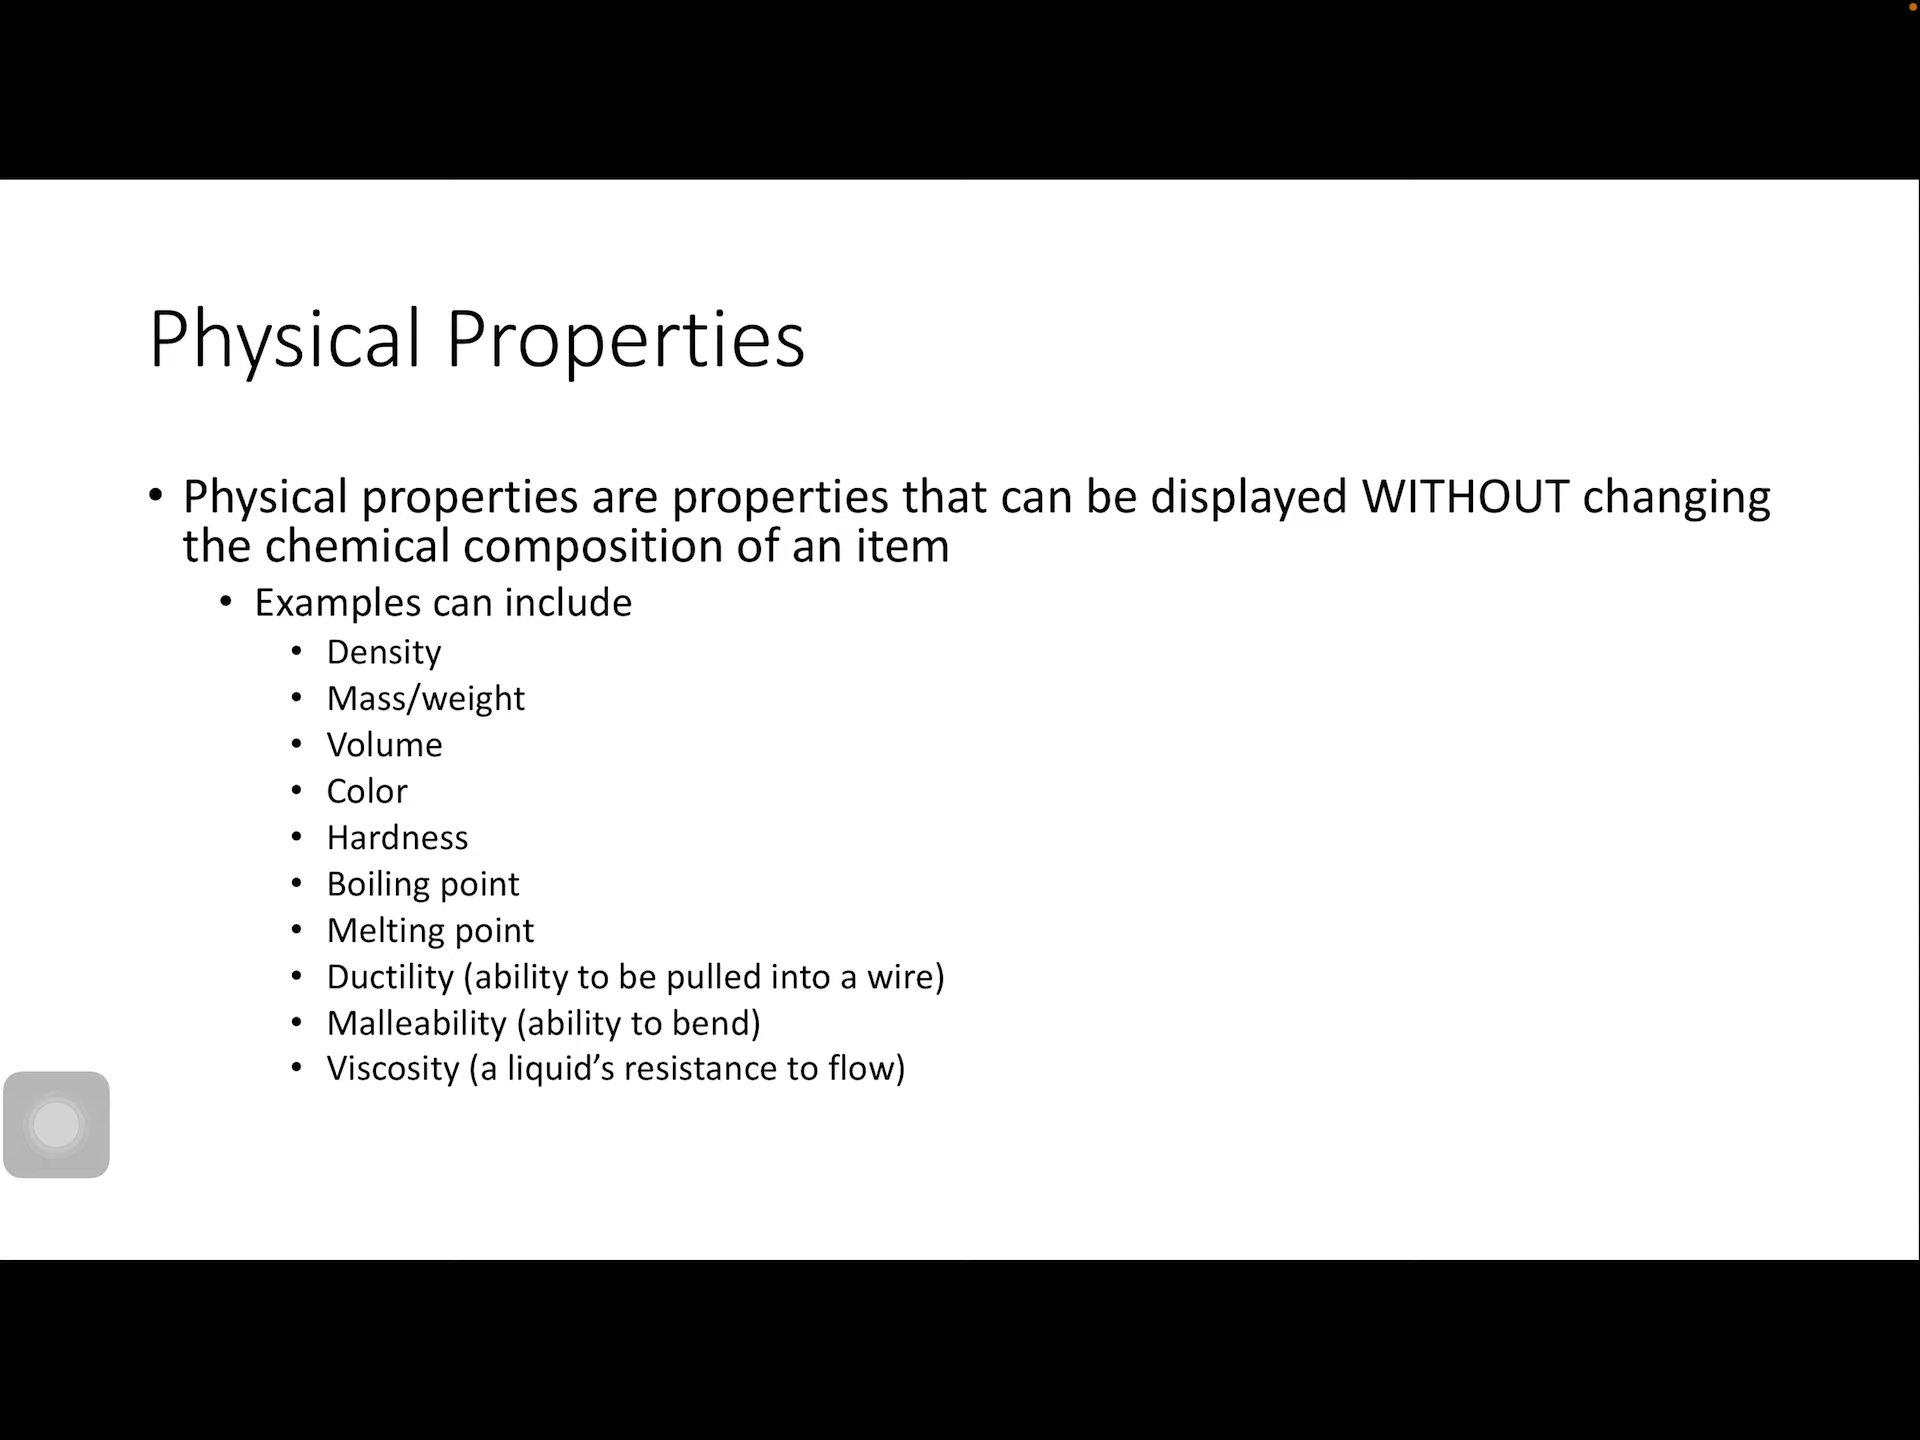 Physical Properties
• Physical properties are properties that can be displayed WITHOUT changing
the chemical composition of an item
• Examples can include
• Density
• Mass/weight
• Volume
• Color
• Hardness
• Boiling point
• Melting point
• Ductility (ability to be pulled into a wire)
• Malleability (ability to bend)
• Viscosity (a liquid’s resistance to flow)